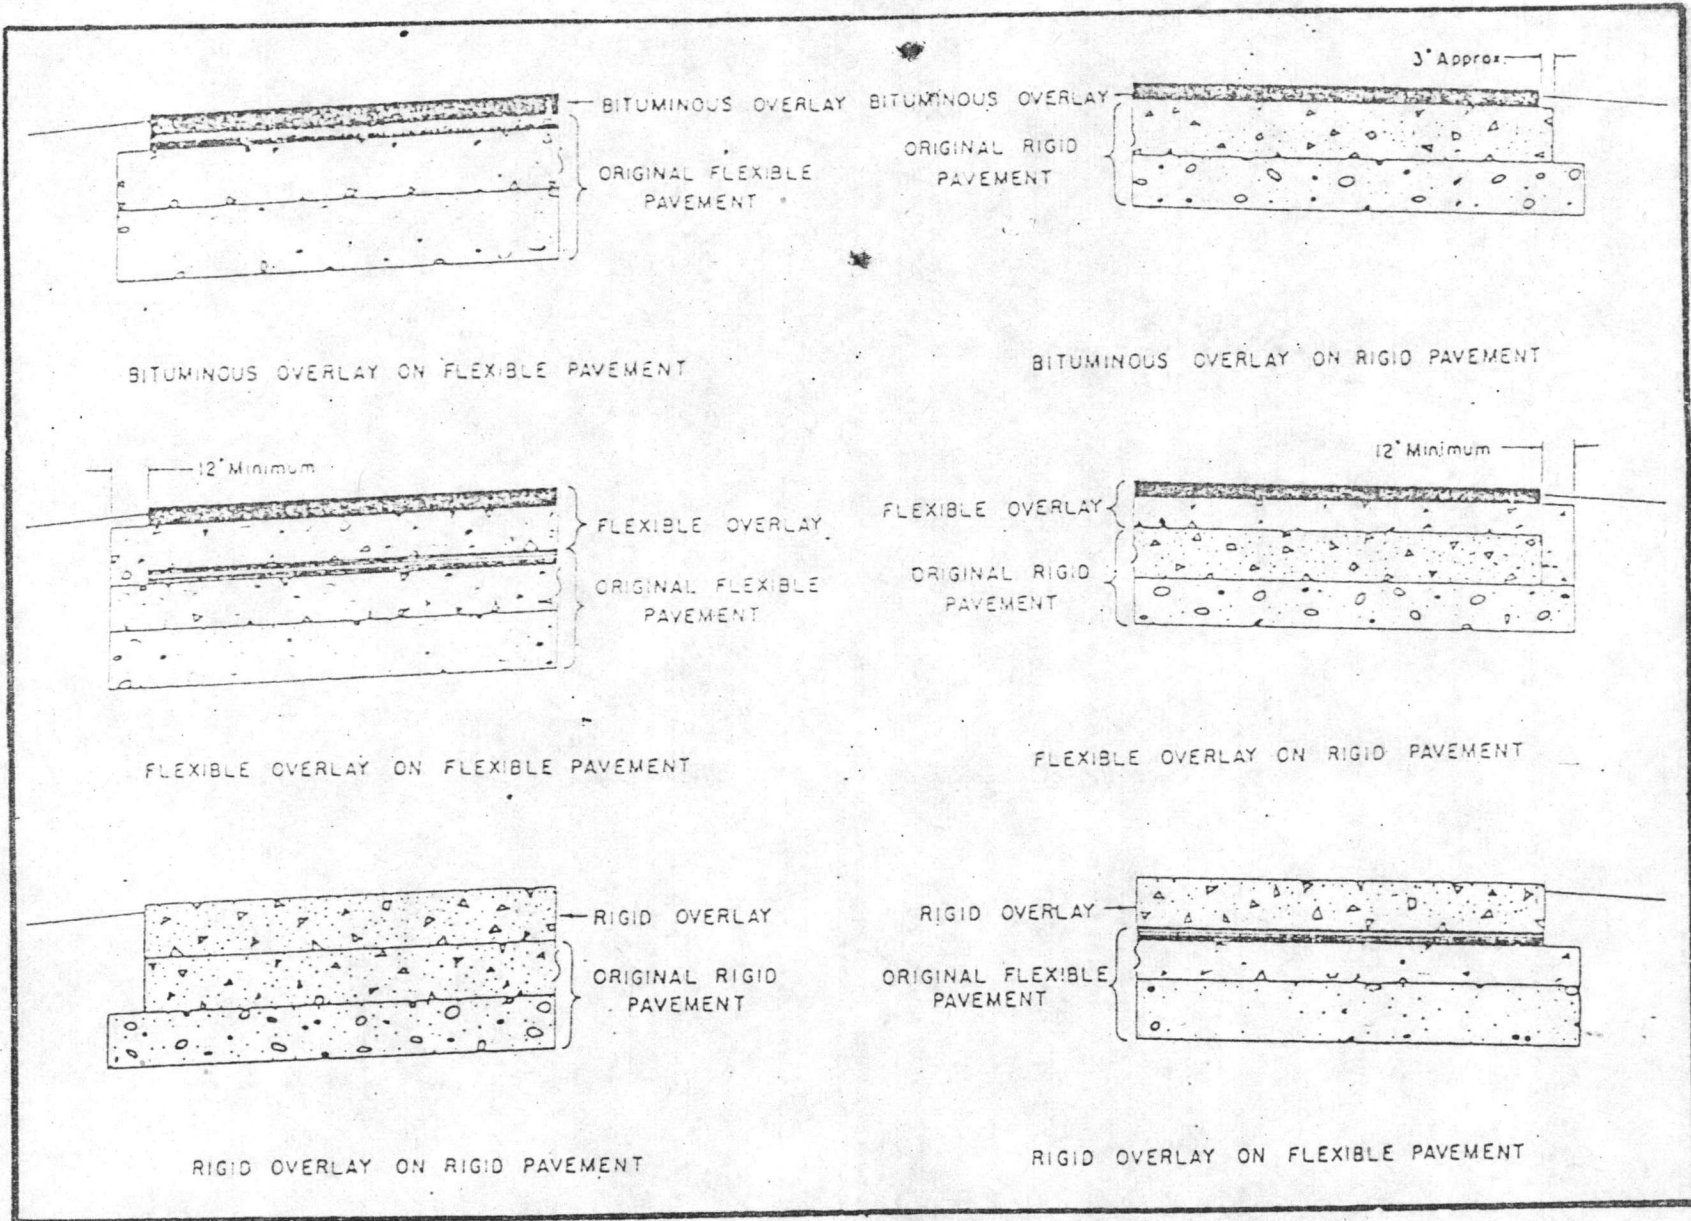 3" Approx.
BITUMINOUS OVERLAY
BITUMINOUS OVERLAY
ORIGINAL FLEXIBLE
PAVEMENT
ORIGINAL RIGID
PAVEMENT
BITUMINOUS OVERLAY ON FLEXIBLE PAVEMENT
BITUMINOUS OVERLAY ON RIGID PAVEMENT
12" Minimum
12" Minimum
FLEXIBLE OVERLAY
FLEXIBLE OVERLAY
ORIGINAL FLEXIBLE
PAVEMENT
ORIGINAL RIGID
PAVEMENT
FLEXIBLE OVERLAY ON FLEXIBLE PAVEMENT
FLEXIBLE OVERLAY ON RIGID PAVEMENT
RIGID OVERLAY
RIGID OVERLAY
ORIGINAL RIGID
PAVEMENT
ORIGINAL FLEXIBLE
PAVEMENT
RIGID OVERLAY ON RIGID PAVEMENT
RIGID OVERLAY ON FLEXIBLE PAVEMENT